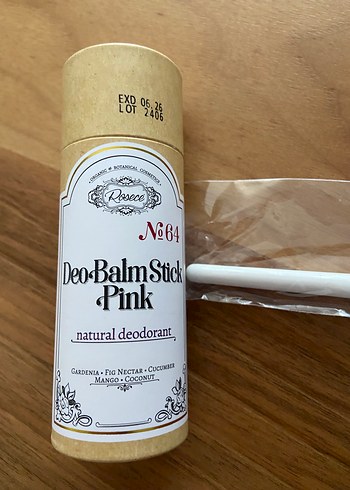 EXD 06.26
LOT 2406
ORGANIC & BOTANICAL COSMETICS
Rosece
№64
Deo-Balm Stick
Pink
natural deodorant
GARDENIA • FIG NECTAR • CUCUMBER
MANGO • COCONUT